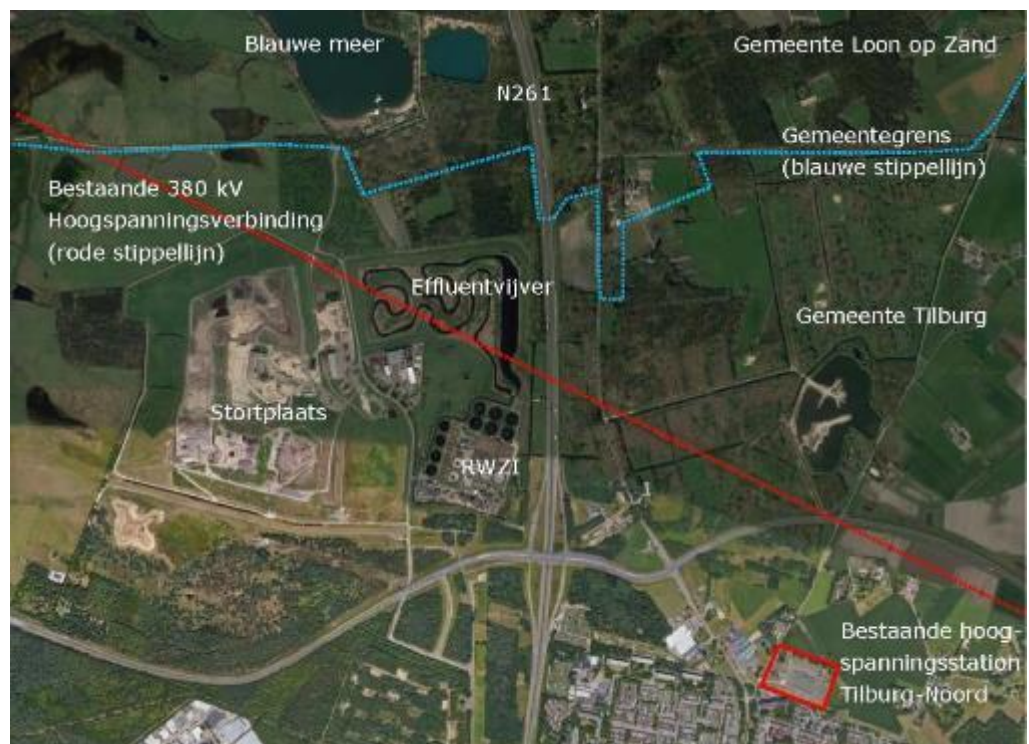 Blauwe meer
Gemeente Loon op Zand
N261
Gemeentegrens
(blauwe stippellijn)
Bestaande 380 kV
Hoogspanningsverbinding
(rode stippellijn)
Effluentvijver
Gemeente Tilburg
Stortplaats
RWZI
Bestaande hoog-
spanningsstation
Tilburg-Noord